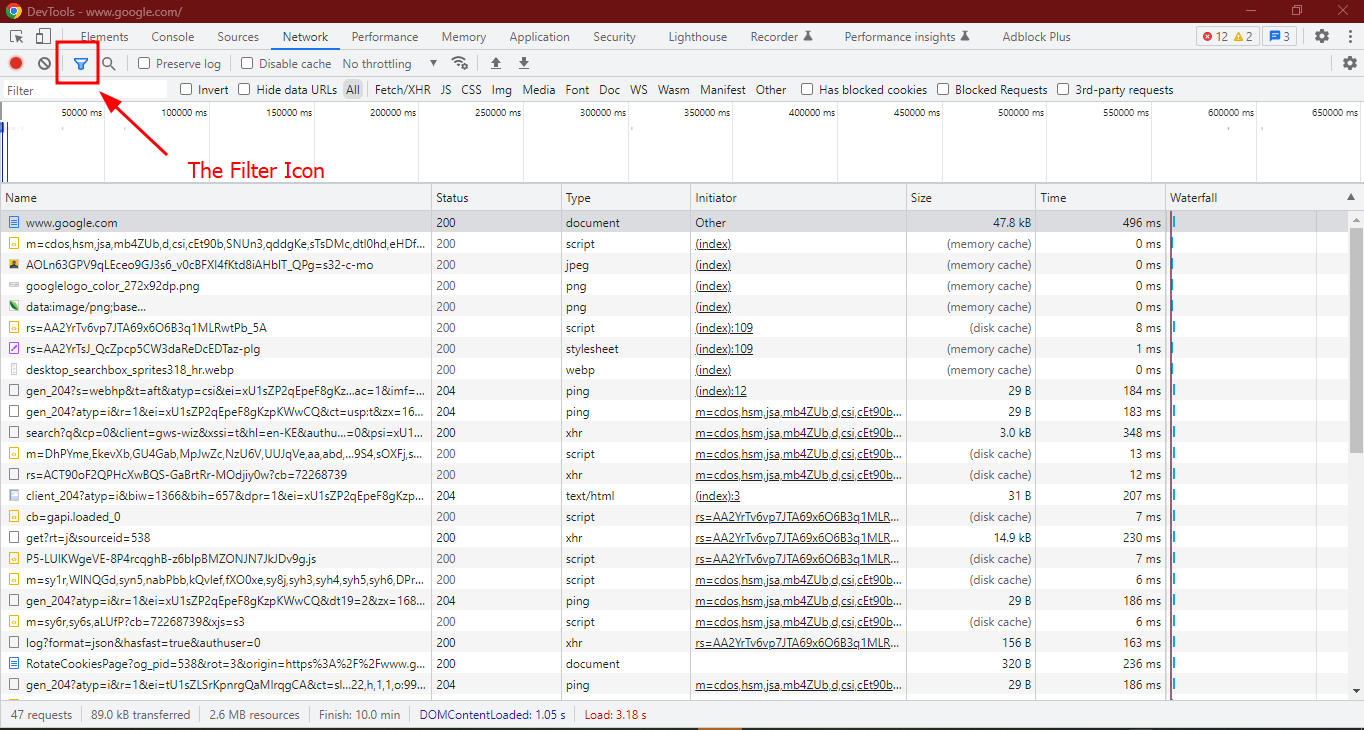 DevTools - www.google.com/
Elements Console Sources Network Performance Memory Application Security Lighthouse Recorder Performance insights Adblock Plus 12 2 3
Preserve log Disable cache No throttling
Filter Invert Hide data URLs All Fetch/XHR JS CSS Img Media Font Doc WS Wasm Manifest Other Has blocked cookies Blocked Requests 3rd-party requests
50000 ms 100000 ms 150000 ms 200000 ms 250000 ms 300000 ms 350000 ms 400000 ms 450000 ms 500000 ms 550000 ms 600000 ms 650000 ms
The Filter Icon
Name Status Type Initiator Size Time Waterfall
www.google.com 200 document Other 47.8 kB 496 ms
m=cdos,hsm,jsa,mb4ZUb,d,csi,cEt90b,SNUn3,qddgKe,sTsDMc,dtl0hd,eHDf... 200 script (index) (memory cache) 0 ms
AOLn63GPV9qLEceo9GJ3s6_v0cBFXl4fKtd8iAHbIT_QPg=s32-c-mo 200 jpeg (index) (memory cache) 0 ms
googlelogo_color_272x92dp.png 200 png (index) (memory cache) 0 ms
data:image/png;base... 200 png (index) (memory cache) 0 ms
rs=AA2YrTv6vp7JTA69x6O6B3q1MLRwtPb_5A 200 script (index):109 (disk cache) 8 ms
rs=AA2YrTsJ_QcZpcp5CW3daReDcEDTaz-plg 200 stylesheet (index):109 (memory cache) 1 ms
desktop_searchbox_sprites318_hr.webp 200 webp (index) (memory cache) 0 ms
gen_204?s=webhp&t=aft&atyp=csi&ei=xU1sZP2qEpeF8gKz...ac=1&imf=... 204 ping (index):12 29 B 184 ms
gen_204?atyp=i&r=1&ei=xU1sZP2qEpeF8gKzpKWwCQ&ct=usp:t&zx=16... 204 ping m=cdos,hsm,jsa,mb4ZUb,d,csi,cEt90b... 29 B 183 ms
search?q&cp=0&client=gws-wiz&xssi=t&hl=en-KE&authu...=0&psi=xU1... 200 xhr m=cdos,hsm,jsa,mb4ZUb,d,csi,cEt90b... 3.0 kB 348 ms
m=DhPYme,EkevXb,GU4Gab,MpJwZc,NzU6V,UUJqVe,aa,abd,...9S4,sOXFj,s... 200 script m=cdos,hsm,jsa,mb4ZUb,d,csi,cEt90b... (disk cache) 13 ms
rs=ACT90oF2QPHcXwBQS-GaBrtRr-MOdjiy0w?cb=72268739 200 xhr m=cdos,hsm,jsa,mb4ZUb,d,csi,cEt90b... (disk cache) 12 ms
client_204?atyp=i&biw=1366&bih=657&dpr=1&ei=xU1sZP2qEpeF8gKzp... 204 text/html (index):3 31 B 207 ms
cb=gapi.loaded_0 200 script rs=AA2YrTv6vp7JTA69x6O6B3q1MLR... (disk cache) 7 ms
get?rt=j&sourceid=538 200 xhr rs=AA2YrTv6vp7JTA69x6O6B3q1MLR... 14.9 kB 230 ms
P5-LUIKWgeVE-8P4rcqghB-z6bIpBMZONJN7JkJDv9g.js 200 script m=cdos,hsm,jsa,mb4ZUb,d,csi,cEt90b... (disk cache) 7 ms
m=sy1r,WINQGd,syn5,nabPbb,kQvlef,fXO0xe,sy8j,syh3,syh4,syh5,syh6,DPr... 200 script m=cdos,hsm,jsa,mb4ZUb,d,csi,cEt90b... (disk cache) 6 ms
gen_204?atyp=i&r=1&ei=xU1sZP2qEpeF8gKzpKWwCQ&dt19=2&zx=168... 204 ping m=cdos,hsm,jsa,mb4ZUb,d,csi,cEt90b... 29 B 186 ms
m=sy6r,sy6s,aLUfP?cb=72268739&xjs=s3 200 script m=cdos,hsm,jsa,mb4ZUb,d,csi,cEt90b... (disk cache) 6 ms
log?format=json&hasfast=true&authuser=0 200 xhr rs=AA2YrTv6vp7JTA69x6O6B3q1MLR... 156 B 163 ms
RotateCookiesPage?og_pid=538&rot=3&origin=https%3A%2F%2Fwww.g... 200 document 320 B 236 ms
gen_204?atyp=i&r=1&ei=tU1sZLSrKpnrgQaMlrqgCA&ct=sl...22,h,1,1,o:99... 204 ping m=cdos,hsm,jsa,mb4ZUb,d,csi,cEt90b... 29 B 186 ms
47 requests 89.0 kB transferred 2.6 MB resources Finish: 10.0 min DOMContentLoaded: 1.05 s Load: 3.18 s